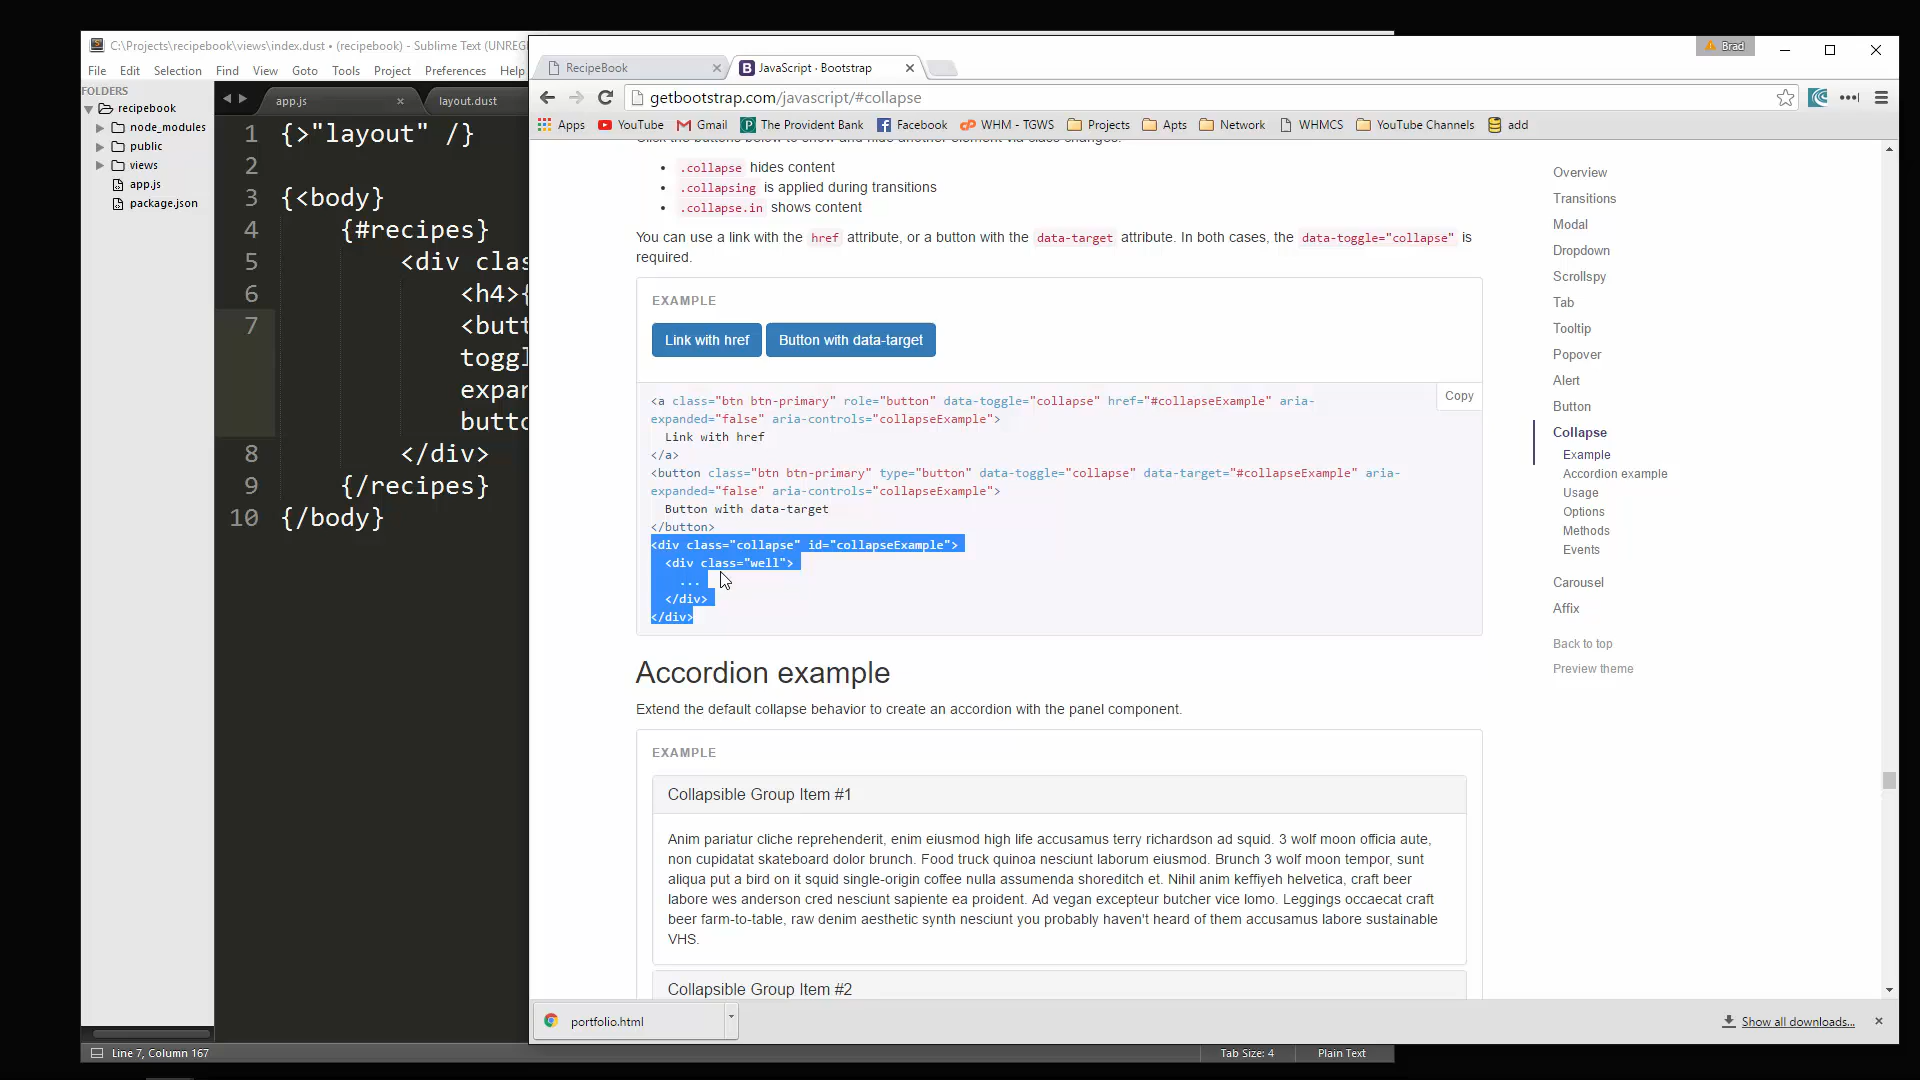 C:\Projects\recipebook\views\index.dust • (recipebook) - Sublime Text (UNREG
File Edit Selection Find View Goto Tools Project Preferences Help
FOLDERS
recipebook
node_modules
public
views
app.js
package.json
app.js
layout.dust
1 {>"layout" /}
2
3 {<body}
4 {#recipes}
5 <div clas
6 <h4>{
7 <butt
toggl
expan
butto
8 </div>
9 {/recipes}
10 {/body}
Line 7, Column 167
Tab Size: 4
Plain Text
Brad
RecipeBook
JavaScript · Bootstrap
getbootstrap.com/javascript/#collapse
Apps YouTube Gmail The Provident Bank Facebook WHM - TGWS Projects Apts Network WHMCS YouTube Channels add
Click the buttons below to show and hide another element via class changes:
.collapse hides content
.collapsing is applied during transitions
.collapse.in shows content
You can use a link with the href attribute, or a button with the data-target attribute. In both cases, the data-toggle="collapse" is
required.
EXAMPLE
Link with href
Button with data-target
Copy
<a class="btn btn-primary" role="button" data-toggle="collapse" href="#collapseExample" aria-
expanded="false" aria-controls="collapseExample">
Link with href
</a>
<button class="btn btn-primary" type="button" data-toggle="collapse" data-target="#collapseExample" aria-
expanded="false" aria-controls="collapseExample">
Button with data-target
</button>
<div class="collapse" id="collapseExample">
<div class="well">
...
</div>
</div>
Accordion example
Extend the default collapse behavior to create an accordion with the panel component.
EXAMPLE
Collapsible Group Item #1
Anim pariatur cliche reprehenderit, enim eiusmod high life accusamus terry richardson ad squid. 3 wolf moon officia aute,
non cupidatat skateboard dolor brunch. Food truck quinoa nesciunt laborum eiusmod. Brunch 3 wolf moon tempor, sunt
aliqua put a bird on it squid single-origin coffee nulla assumenda shoreditch et. Nihil anim keffiyeh helvetica, craft beer
labore wes anderson cred nesciunt sapiente ea proident. Ad vegan excepteur butcher vice lomo. Leggings occaecat craft
beer farm-to-table, raw denim aesthetic synth nesciunt you probably haven't heard of them accusamus labore sustainable
VHS.
Collapsible Group Item #2
Overview
Transitions
Modal
Dropdown
Scrollspy
Tab
Tooltip
Popover
Alert
Button
Collapse
Example
Accordion example
Usage
Options
Methods
Events
Carousel
Affix
Back to top
Preview theme
portfolio.html
Show all downloads...